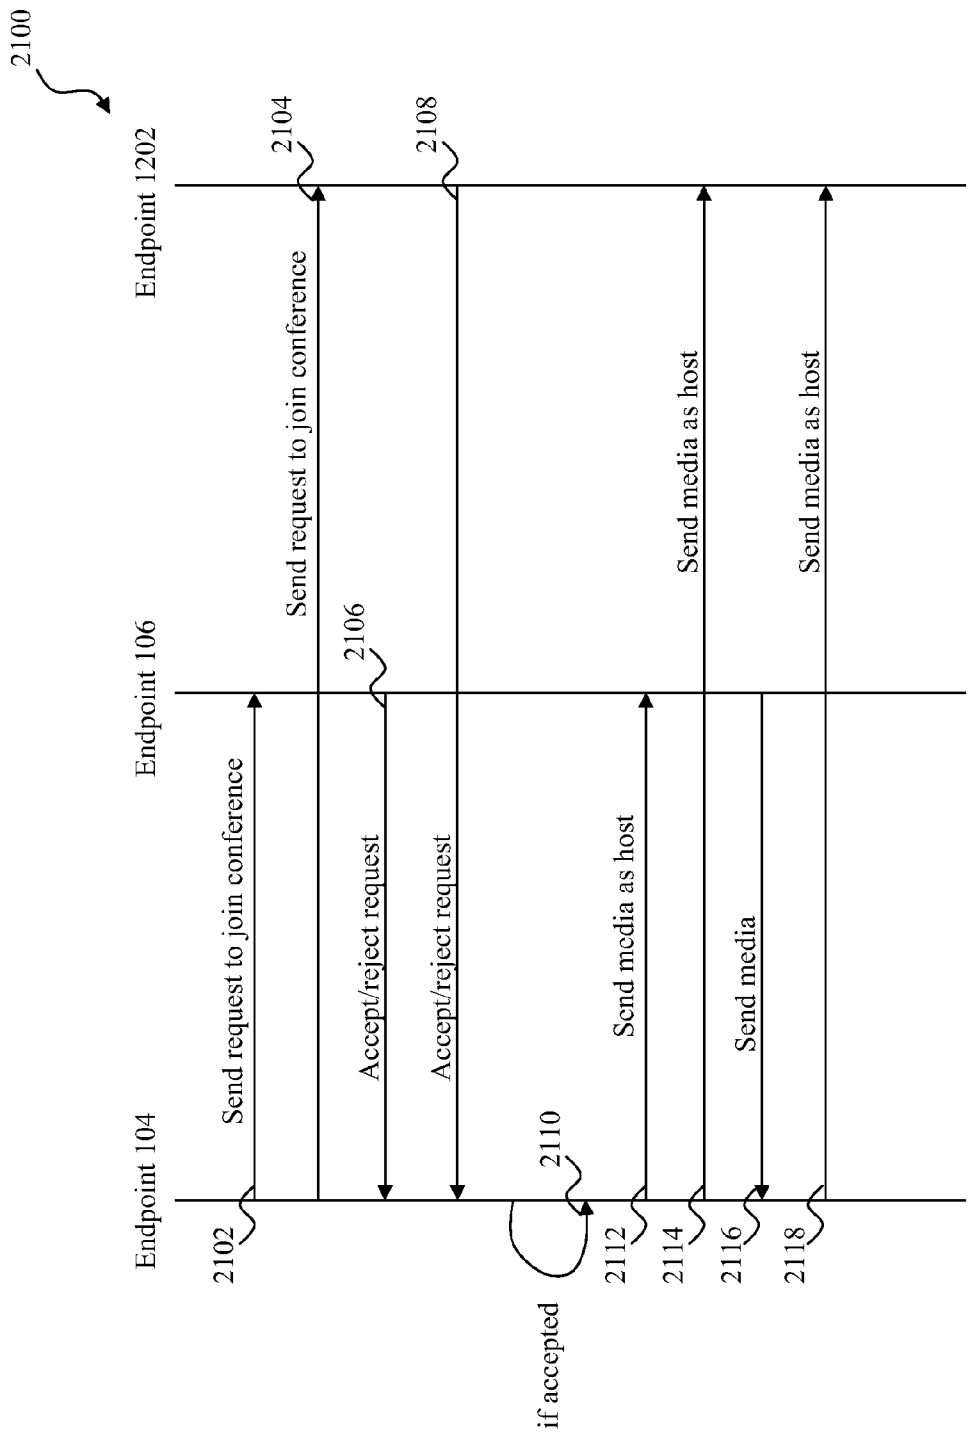 2100
Endpoint 104
Endpoint 106
Endpoint 1202
2102
Send request to join conference
Send request to join conference
2104
Accept/reject request
2106
Accept/reject request
2108
if accepted
2110
2112
Send media as host
2114
Send media as host
2116
Send media
2118
Send media as host